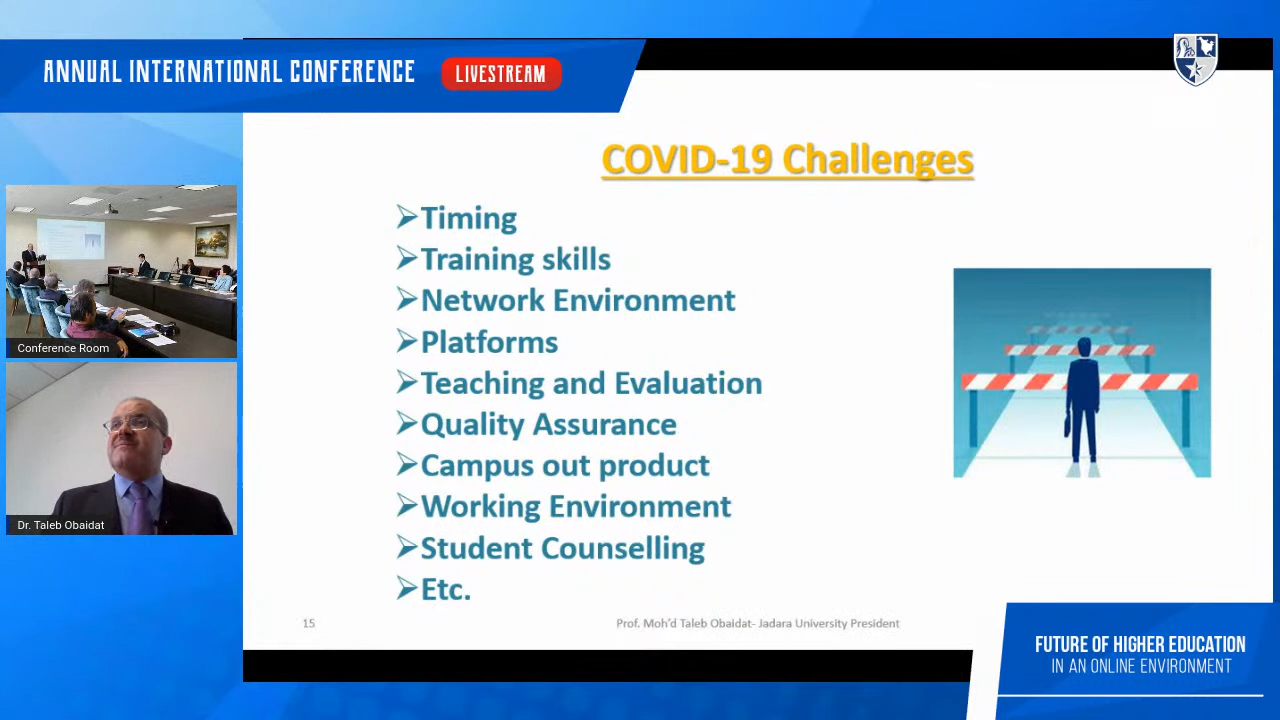 ANNUAL INTERNATIONAL CONFERENCE
LIVESTREAM
COVID-19 Challenges
➢Timing
➢Training skills
➢Network Environment
➢Platforms
➢Teaching and Evaluation
➢Quality Assurance
➢Campus out product
➢Working Environment
➢Student Counselling
➢Etc.
15
Prof. Moh'd Taleb Obaidat- Jadara University President
Conference Room
Dr. Taleb Obaidat
FUTURE OF HIGHER EDUCATION
IN AN ONLINE ENVIRONMENT